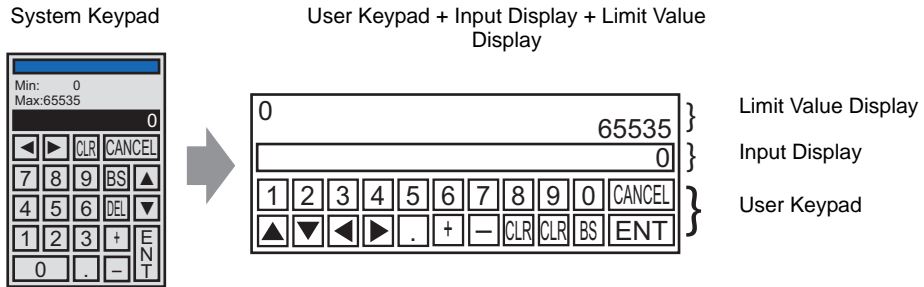 System Keypad
User Keypad + Input Display + Limit Value
Display
Min: 0
Max:65535
0
◀ ▶ CLR CANCEL
7 8 9 BS ▲
4 5 6 DEL ▼
1 2 3 + ENT
0 . −
0
65535
0
1 2 3 4 5 6 7 8 9 0 CANCEL
▲ ▼ ◀ ▶ . + − CLR CLR BS ENT
} Limit Value Display
} Input Display
} User Keypad